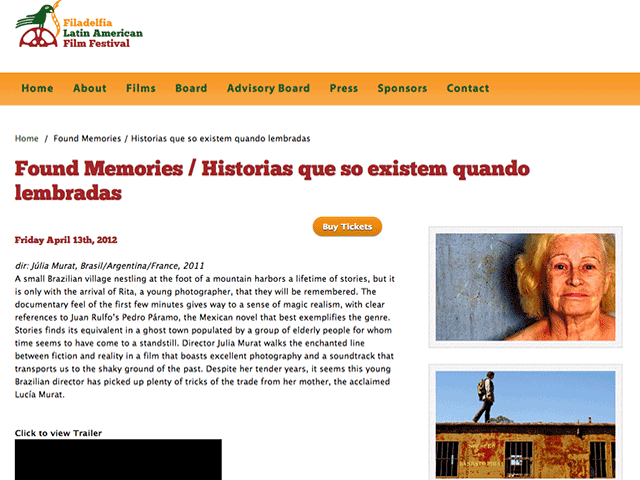 Filadelfia
Latin American
Film Festival
Home About Films Board Advisory Board Press Sponsors Contact
Home / Found Memories / Historias que so existem quando lembradas
Found Memories / Historias que so existem quando
lembradas
Buy Tickets
Friday April 13th, 2012
dir: Júlia Murat, Brasil/Argentina/France, 2011
A small Brazilian village nestling at the foot of a mountain harbors a lifetime of stories, but it
is only with the arrival of Rita, a young photographer, that they will be remembered. The
documentary feel of the first few minutes gives way to a sense of magic realism, with clear
references to Juan Rulfo's Pedro Páramo, the Mexican novel that best exemplifies the genre.
Stories finds its equivalent in a ghost town populated by a group of elderly people for whom
time seems to have come to a standstill. Director Julia Murat walks the enchanted line
between fiction and reality in a film that boasts excellent photography and a soundtrack that
transports us to the shaky ground of the past. Despite her tender years, it seems this young
Brazilian director has picked up plenty of tricks of the trade from her mother, the acclaimed
Lucía Murat.
Click to view Trailer